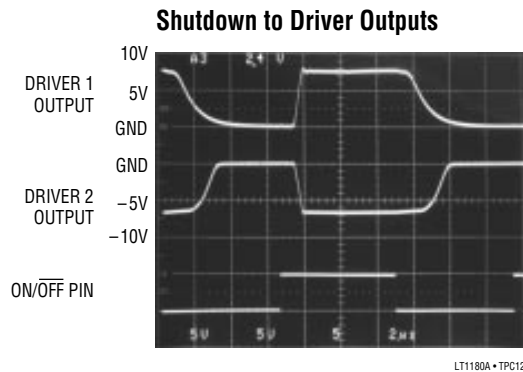 Shutdown to Driver Outputs
10V
DRIVER 1
OUTPUT
5V
GND
GND
DRIVER 2
OUTPUT
–5V
–10V
ON/OFF PIN
5V 5V 5
LT1180A • TPC12